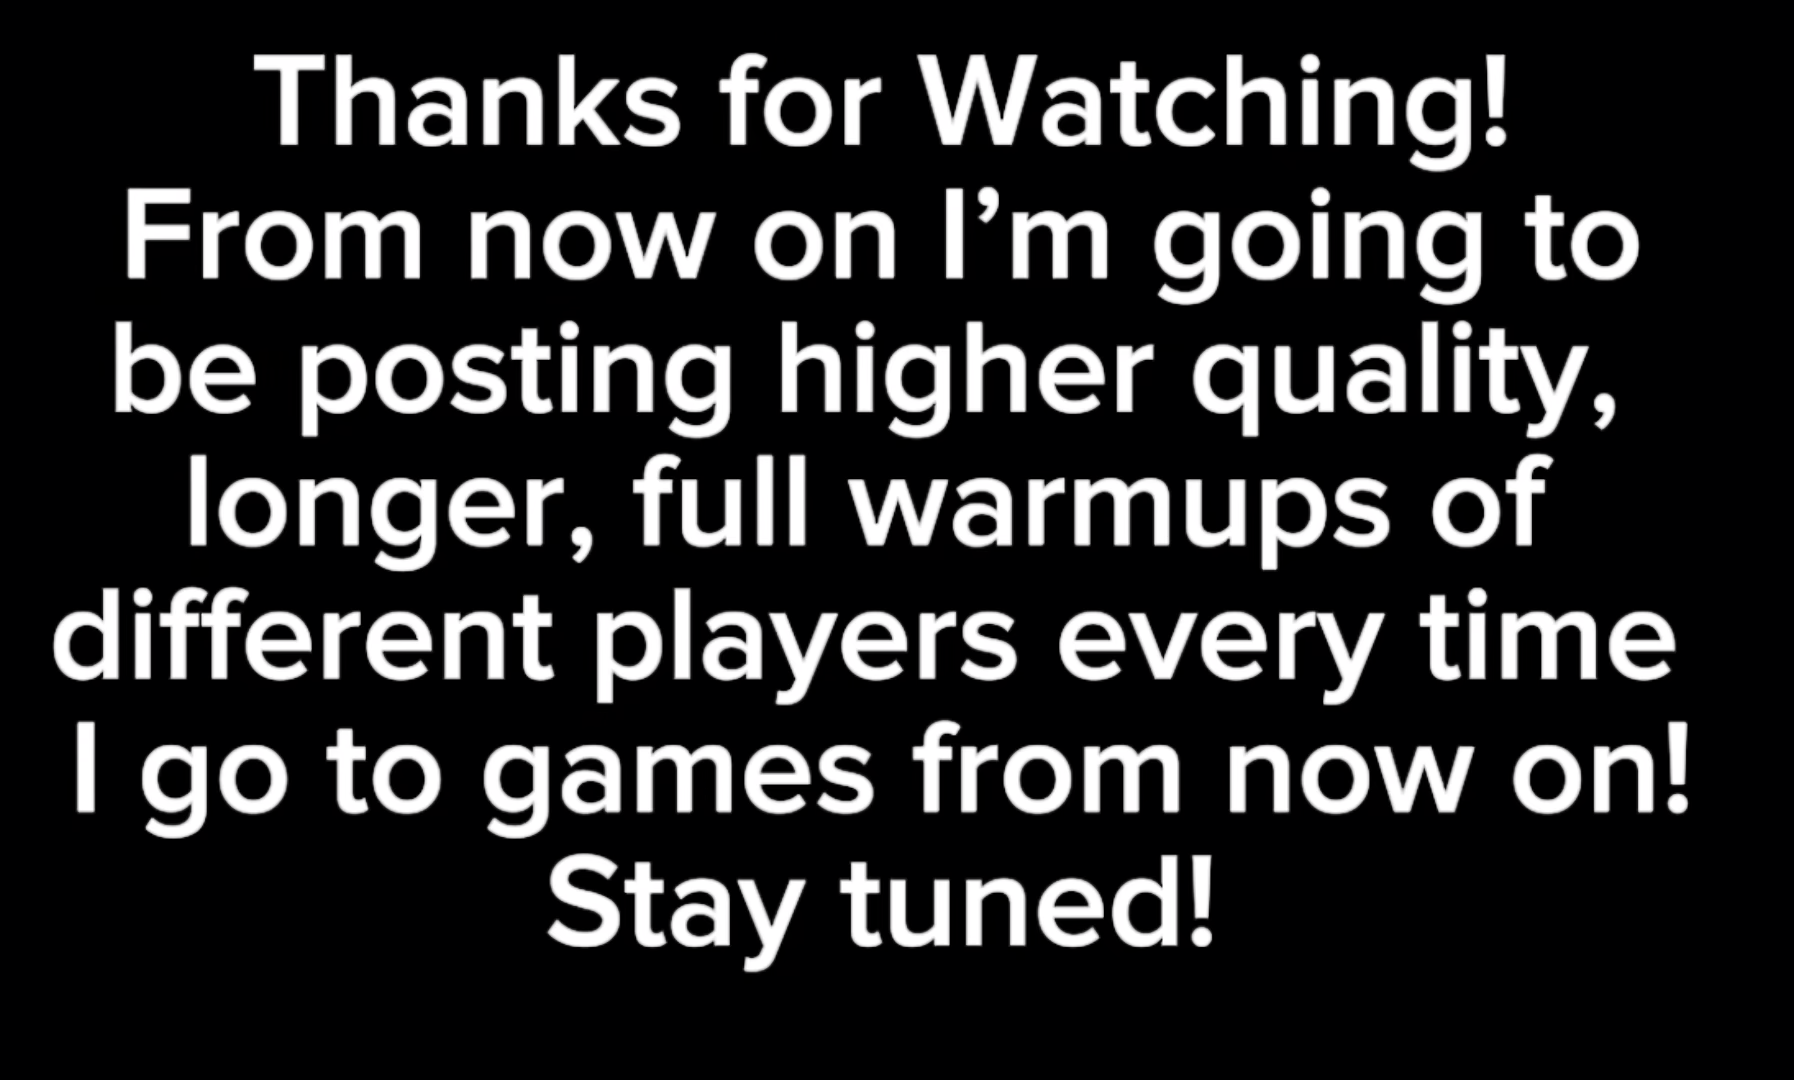 Thanks for Watching!
From now on I’m going to
be posting higher quality,
longer, full warmups of
different players every time
I go to games from now on!
Stay tuned!